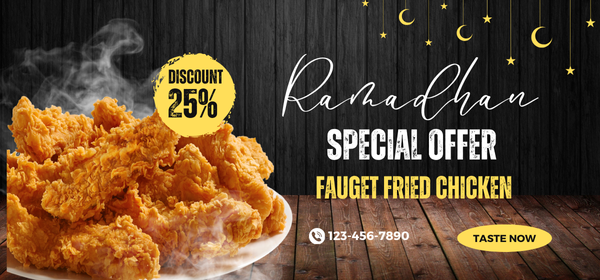 DISCOUNT
25%
Ramadhan
SPECIAL OFFER
FAUGET FRIED CHICKEN
123-456-7890
TASTE NOW